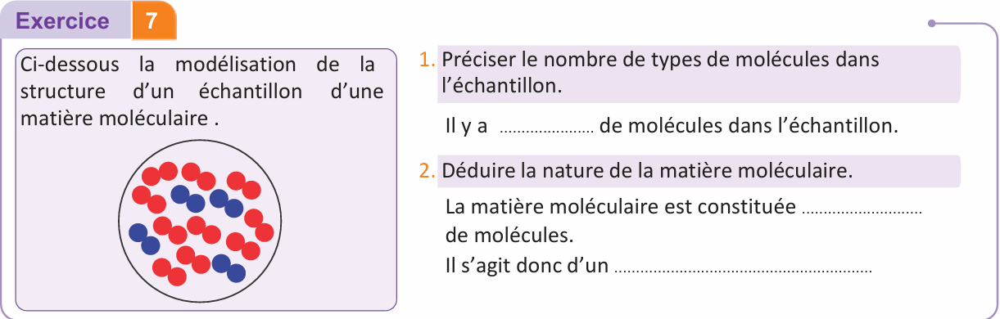 Exercice 7
Ci-dessous la modélisation de la
structure d’un échantillon d’une
matière moléculaire .
1. Préciser le nombre de types de molécules dans
l’échantillon.
Il y a ...................... de molécules dans l’échantillon.
2. Déduire la nature de la matière moléculaire.
La matière moléculaire est constituée ............................
de molécules.
Il s’agit donc d’un ............................................................